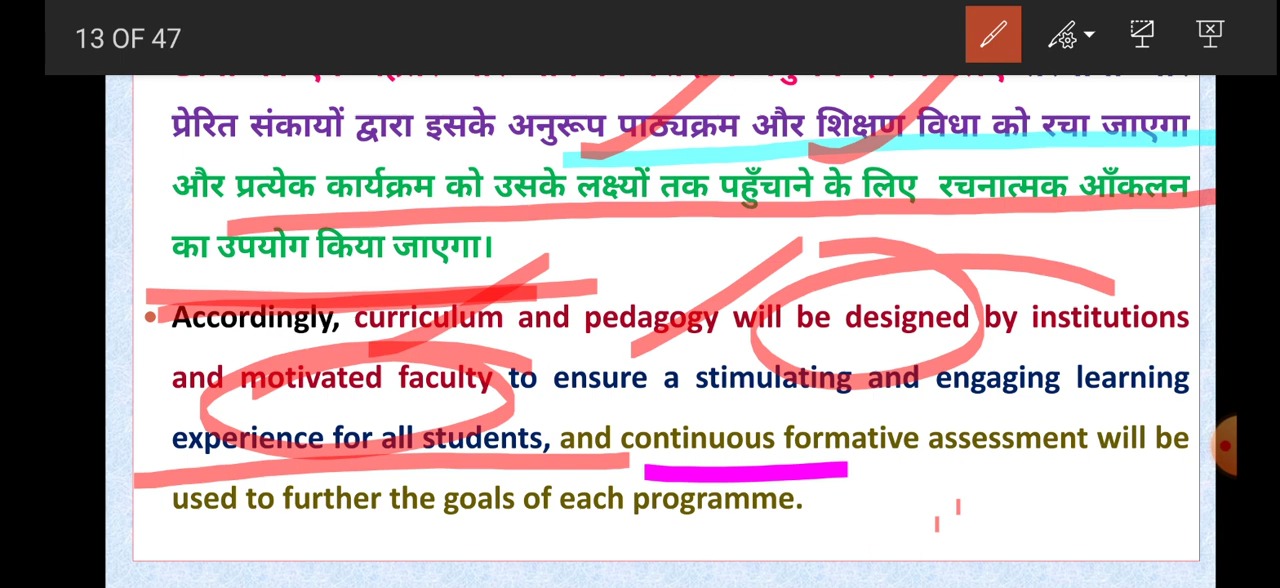 13 OF 47
प्रेरित संकायों द्वारा इसके अनुरूप पाठ्यक्रम और शिक्षण विधा को रचा जाएगा
और प्रत्येक कार्यक्रम को उसके लक्ष्यों तक पहुँचाने के लिए रचनात्मक आँकलन
का उपयोग किया जाएगा।
• Accordingly, curriculum and pedagogy will be designed by institutions
and motivated faculty to ensure a stimulating and engaging learning
experience for all students, and continuous formative assessment will be
used to further the goals of each programme.